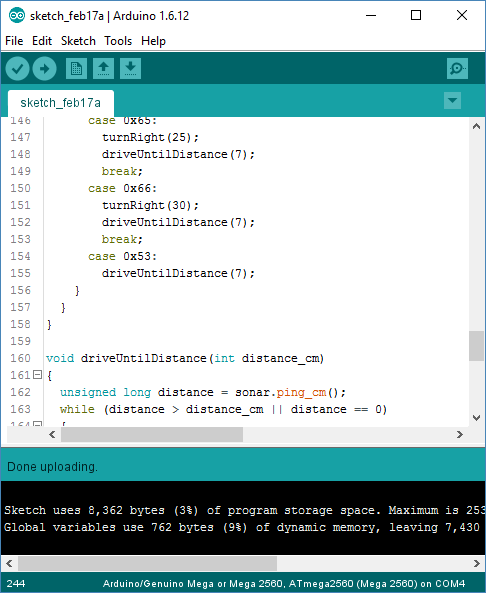 sketch_feb17a | Arduino 1.6.12
File Edit Sketch Tools Help
sketch_feb17a
146 case 0x65:
147 turnRight(25);
148 driveUntilDistance(7);
149 break;
150 case 0x66:
151 turnRight(30);
152 driveUntilDistance(7);
153 break;
154 case 0x53:
155 driveUntilDistance(7);
156 }
157 }
158 }
159
160 void driveUntilDistance(int distance_cm)
161 {
162 unsigned long distance = sonar.ping_cm();
163 while (distance > distance_cm || distance == 0)
164 {
Done uploading.
Sketch uses 8,362 bytes (3%) of program storage space. Maximum is 253
Global variables use 762 bytes (9%) of dynamic memory, leaving 7,430
244 Arduino/Genuino Mega or Mega 2560, ATmega2560 (Mega 2560) on COM4